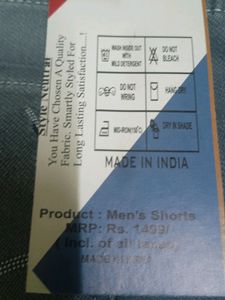 Style Neutral
You Have Chosen A Quality
Fabric. Smartly Styled For
Long Lasting Satisfaction...!
WASH INSIDE OUT
WITH
MILD DETERGENT
DO NOT
BLEACH
DO NOT
WRING
HANG DRY
DRY IN SHADE
MADE IN INDIA
Product : Men's Shorts
MRP: Rs. 1499/
( Incl. of all taxes)